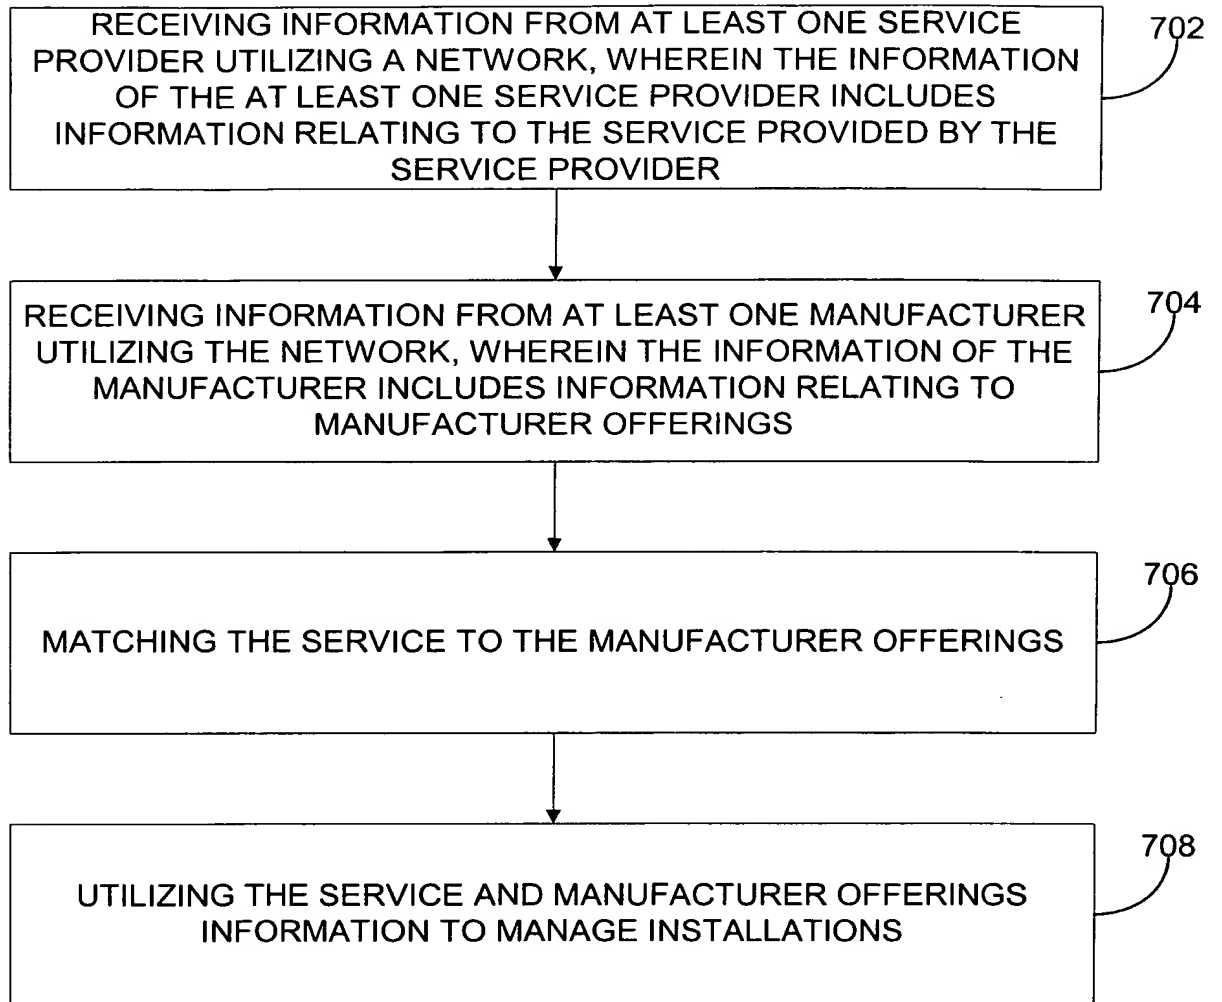 RECEIVING INFORMATION FROM AT LEAST ONE SERVICE
PROVIDER UTILIZING A NETWORK, WHEREIN THE INFORMATION
OF THE AT LEAST ONE SERVICE PROVIDER INCLUDES
INFORMATION RELATING TO THE SERVICE PROVIDED BY THE
SERVICE PROVIDER
702
RECEIVING INFORMATION FROM AT LEAST ONE MANUFACTURER
UTILIZING THE NETWORK, WHEREIN THE INFORMATION OF THE
MANUFACTURER INCLUDES INFORMATION RELATING TO
MANUFACTURER OFFERINGS
704
MATCHING THE SERVICE TO THE MANUFACTURER OFFERINGS
706
UTILIZING THE SERVICE AND MANUFACTURER OFFERINGS
INFORMATION TO MANAGE INSTALLATIONS
708